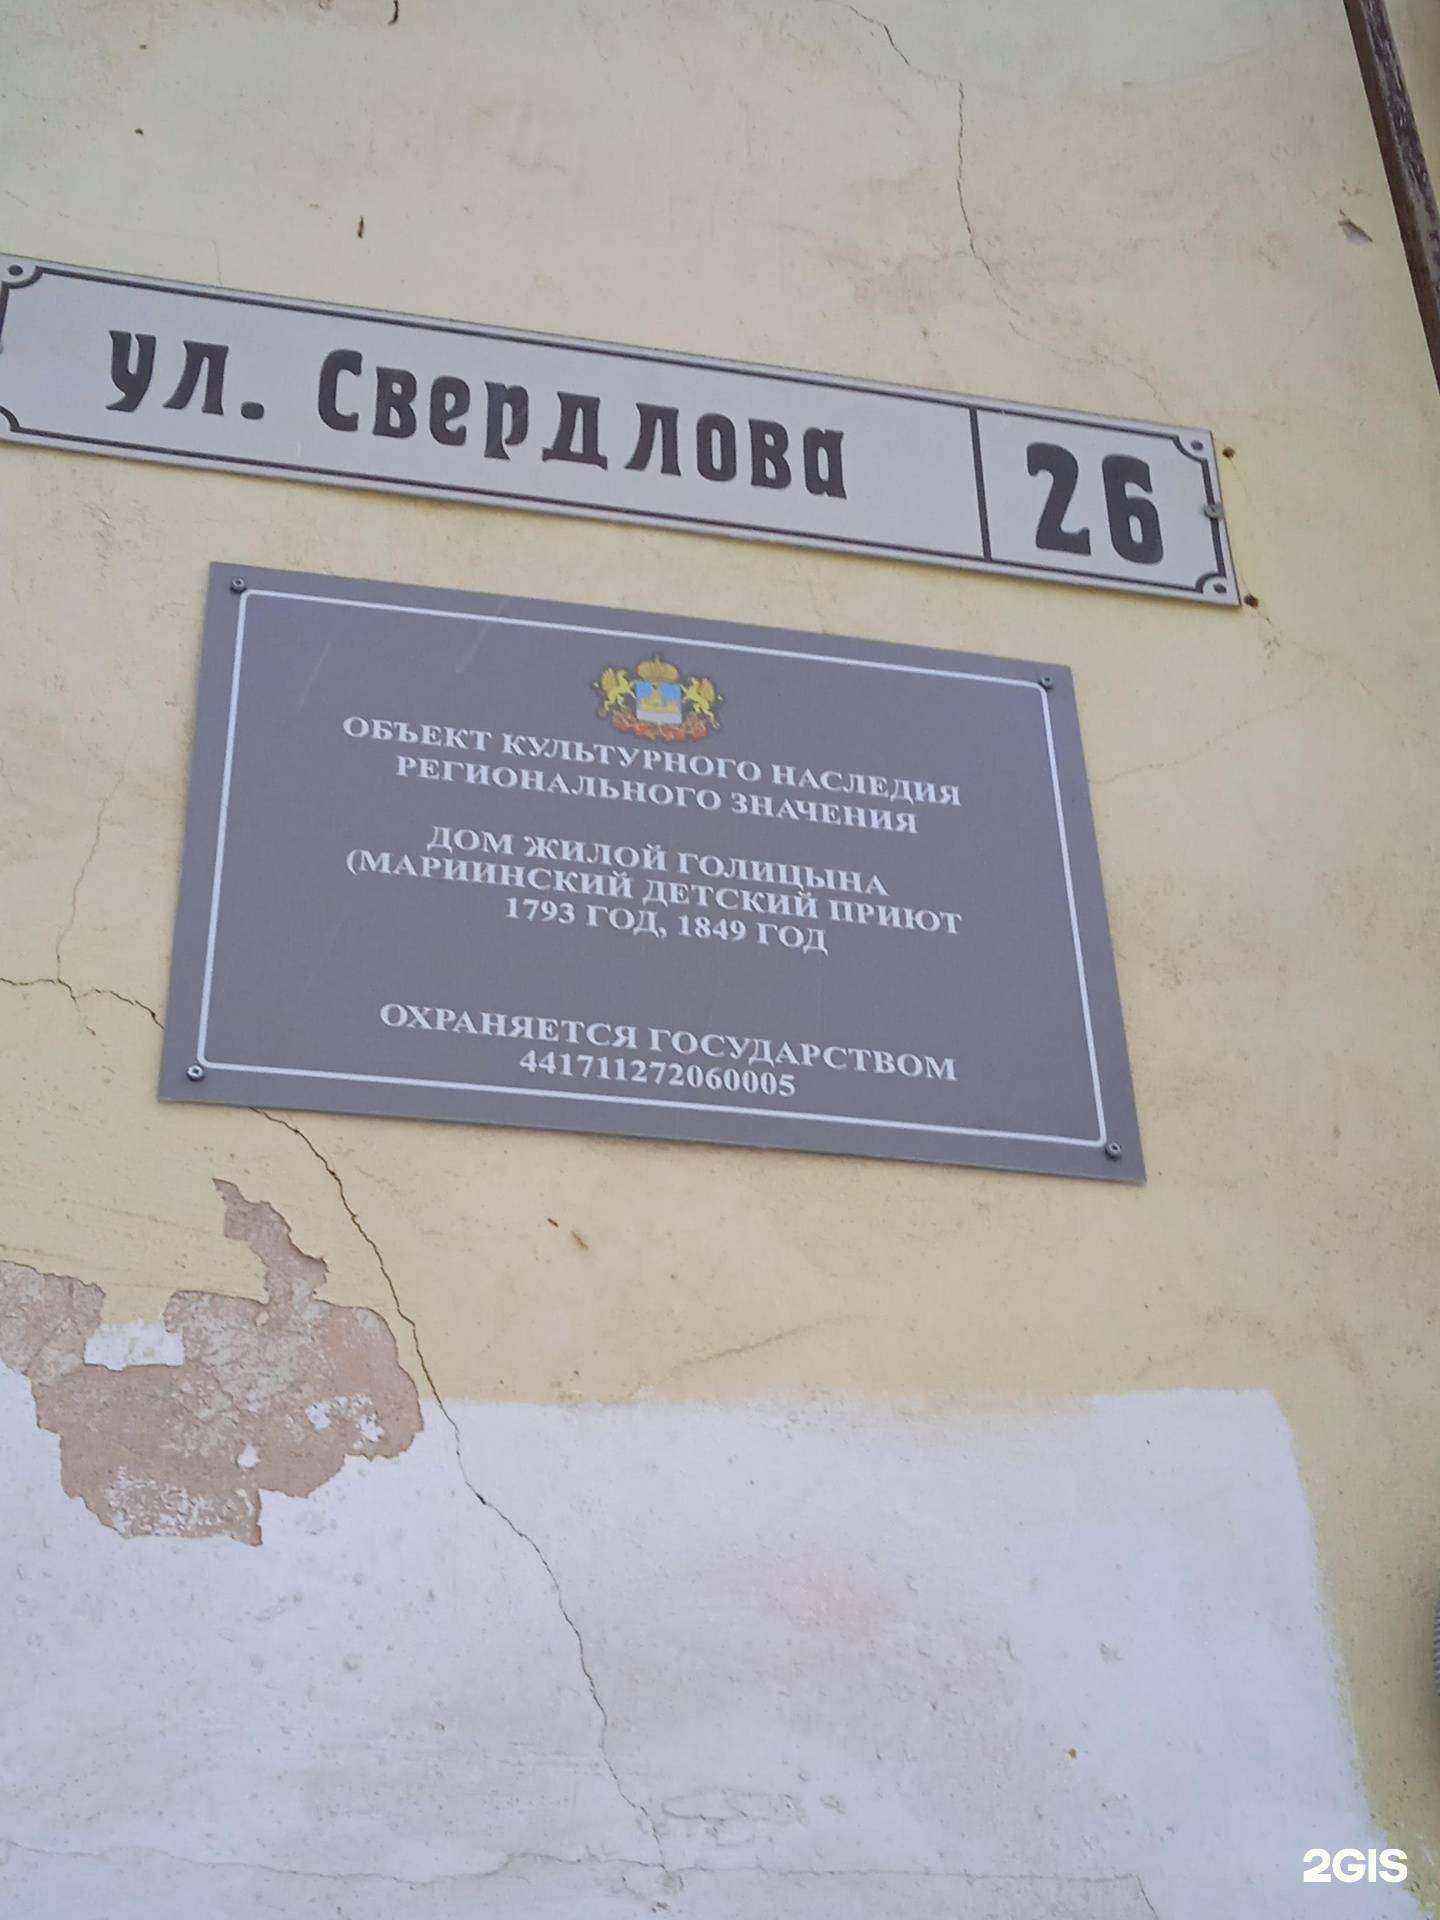 ул. Свердлова 26
ОБЪЕКТ КУЛЬТУРНОГО НАСЛЕДИЯ
РЕГИОНАЛЬНОГО ЗНАЧЕНИЯ
ДОМ ЖИЛОЙ ГОЛИЦЫНА
(МАРИИНСКИЙ ДЕТСКИЙ ПРИЮТ
1793 ГОД, 1849 ГОД
ОХРАНЯЕТСЯ ГОСУДАРСТВОМ
441711272060005
2GIS